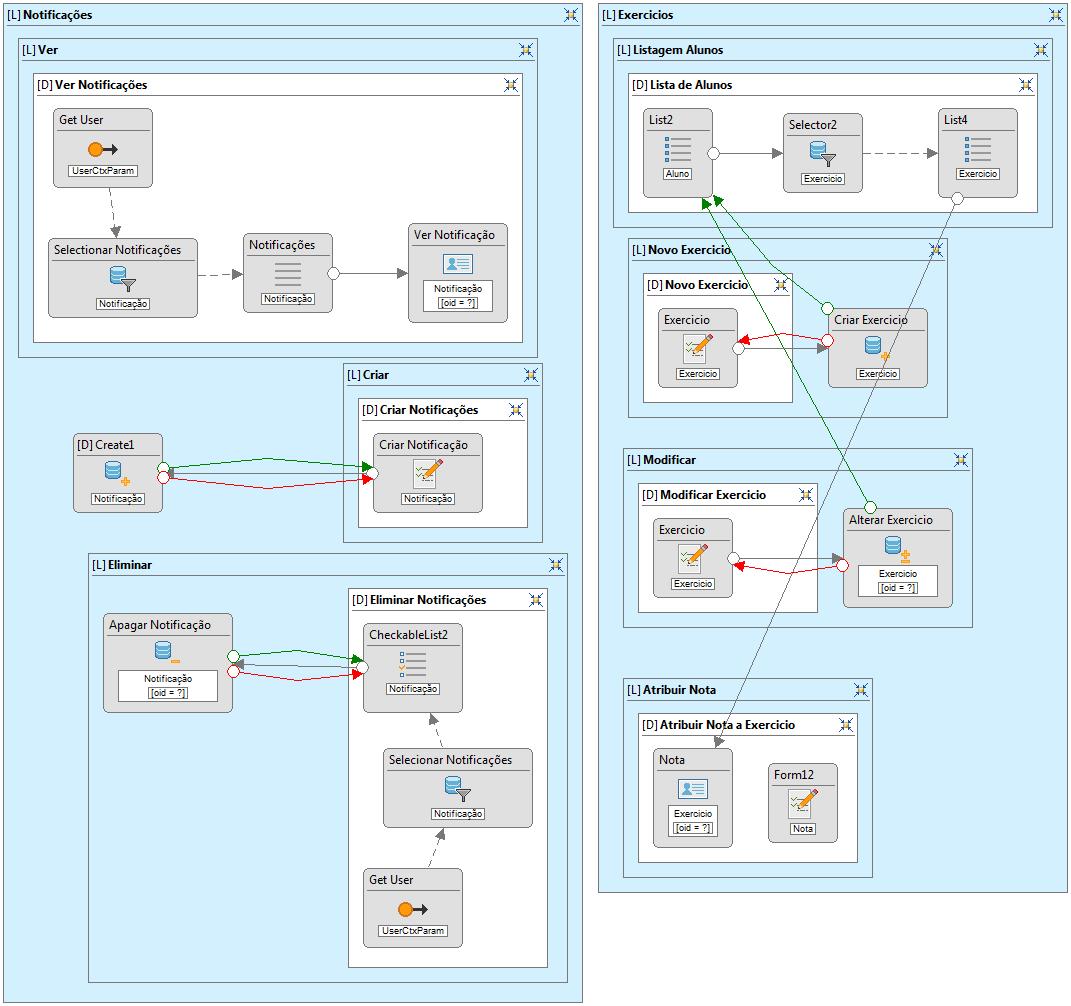 [L] Notificações
[L] Ver
[D] Ver Notificações
Get User
UserCtxParam
Selectionar Notificações
Notificação
Notificações
Notificação
Ver Notificação
Notificação
[oid = ?]
[L] Criar
[D] Criar Notificações
[D] Create1
Notificação
Criar Notificação
Notificação
[L] Eliminar
[D] Eliminar Notificações
Apagar Notificação
Notificação
[oid = ?]
CheckableList2
Notificação
Selecionar Notificações
Notificação
Get User
UserCtxParam
[L] Exercicios
[L] Listagem Alunos
[D] Lista de Alunos
List2
Aluno
Selector2
Exercicio
List4
Exercicio
[L] Novo Exercicio
[D] Novo Exercicio
Exercicio
Exercicio
Criar Exercicio
Exercicio
[L] Modificar
[D] Modificar Exercicio
Exercicio
Exercicio
Alterar Exercicio
Exercicio
[oid = ?]
[L] Atribuir Nota
[D] Atribuir Nota a Exercicio
Nota
Exercicio
[oid = ?]
Form12
Nota